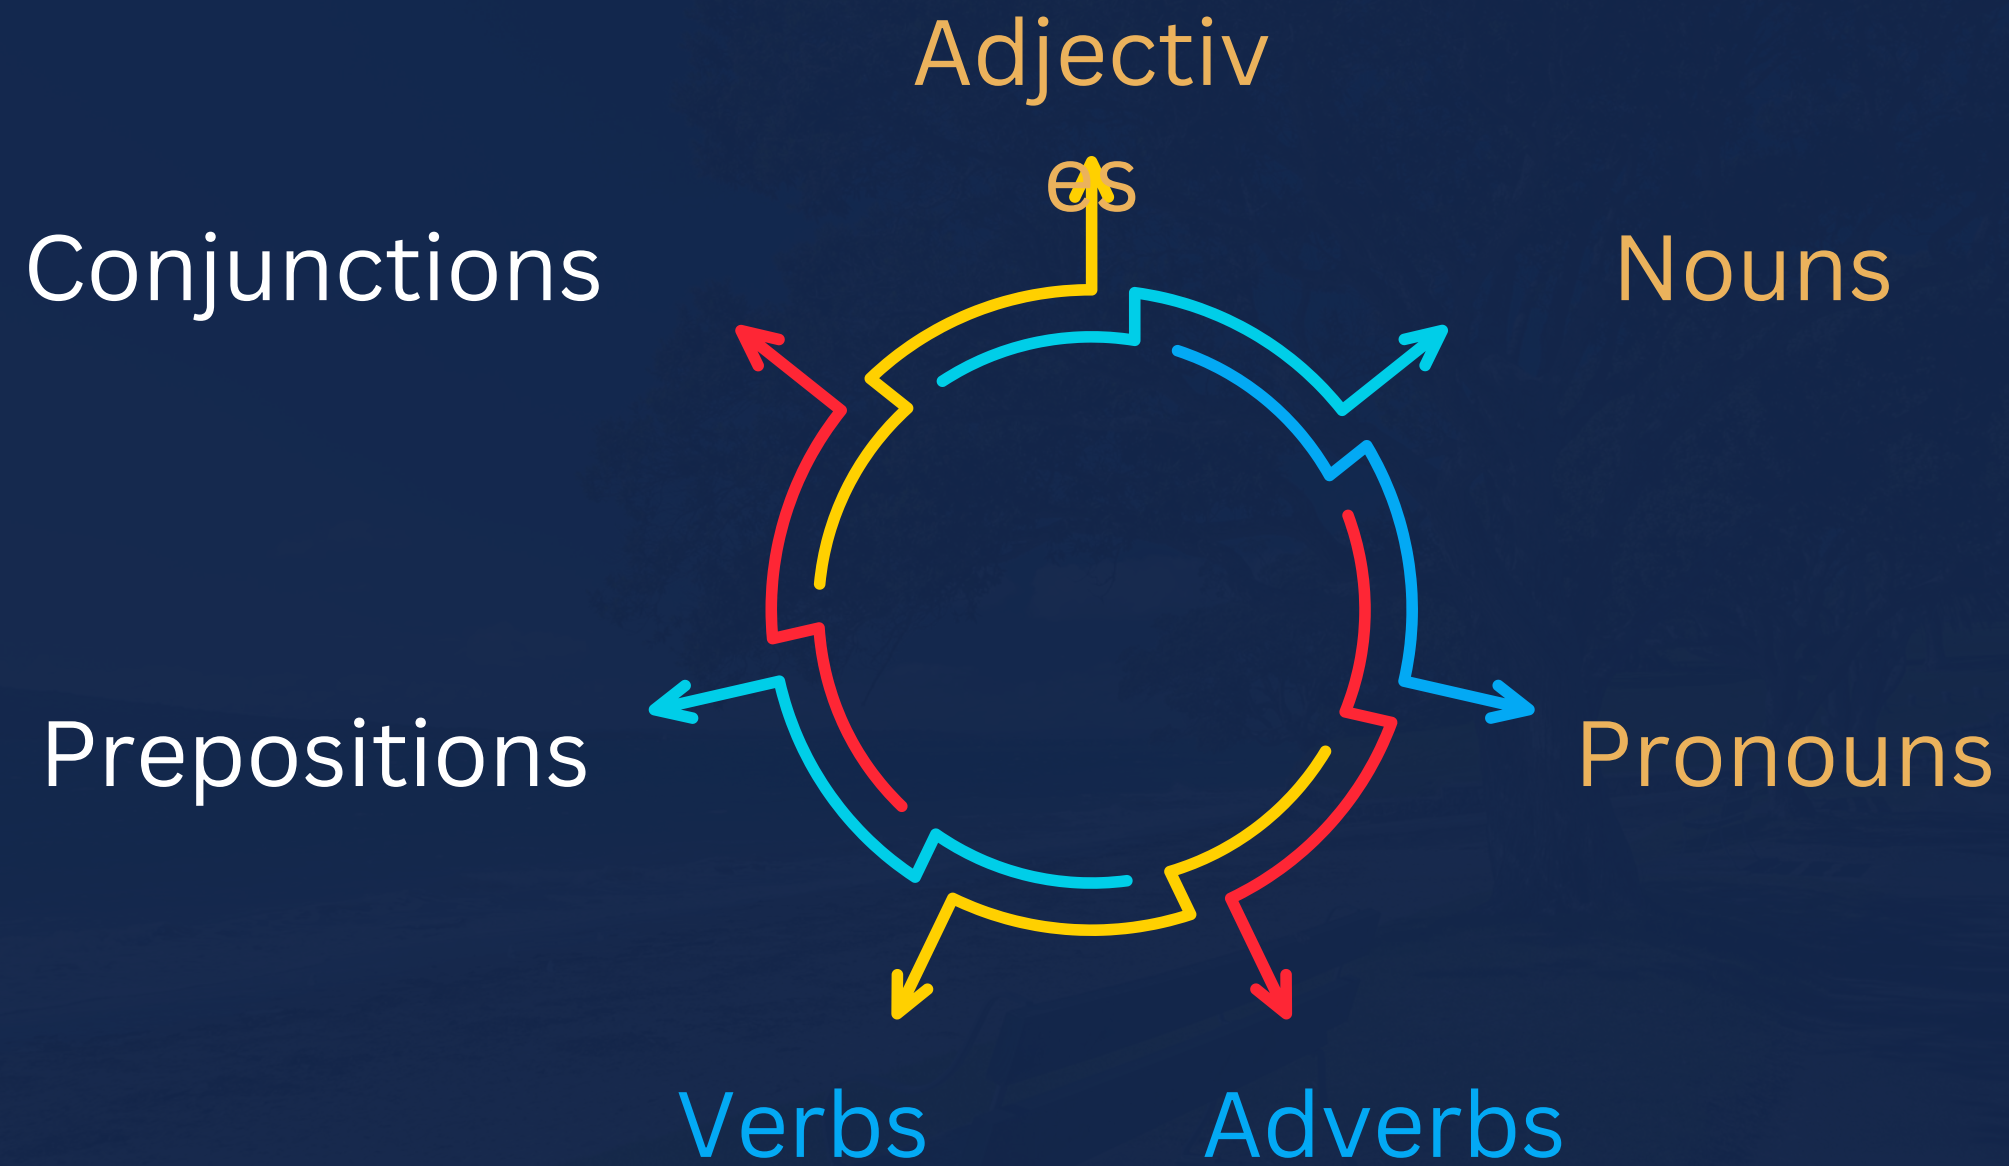 Adjectiv
es
Conjunctions
Nouns
Prepositions
Pronouns
Verbs
Adverbs